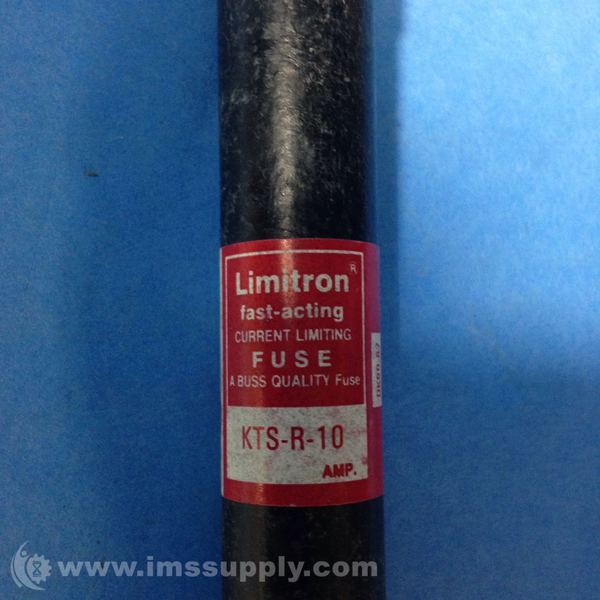 Limitron®
fast-acting
CURRENT LIMITING
FUSE
A BUSS QUALITY Fuse
KTS-R-10
AMP.
www.imssupply.com